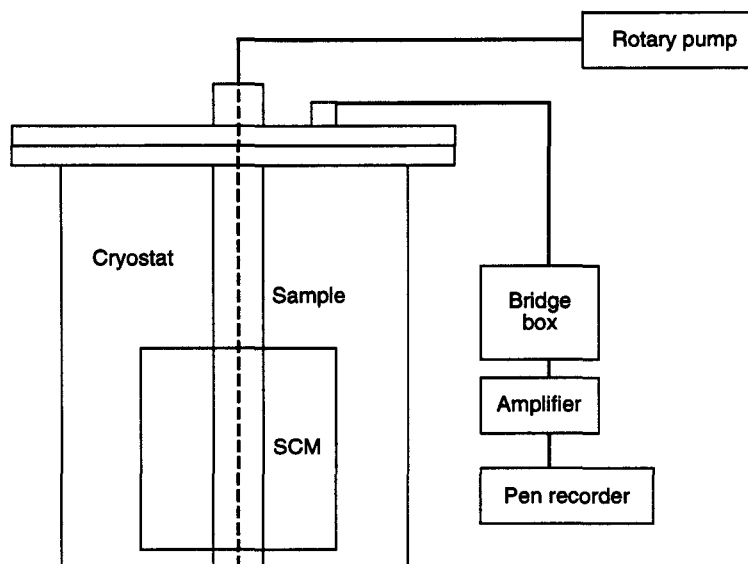 Rotary pump
Cryostat
Sample
Bridge
box
Amplifier
SCM
Pen recorder